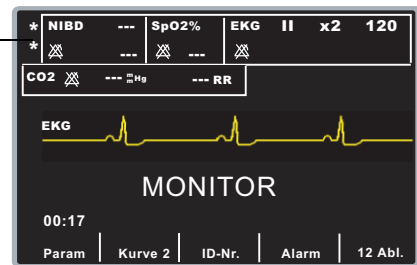 * NIBD --- SpO2% EKG II x2 120
* --- ---
CO2 --- mmHg --- RR
EKG
MONITOR
00:17
Param Kurve 2 ID-Nr. Alarm 12 Abl.